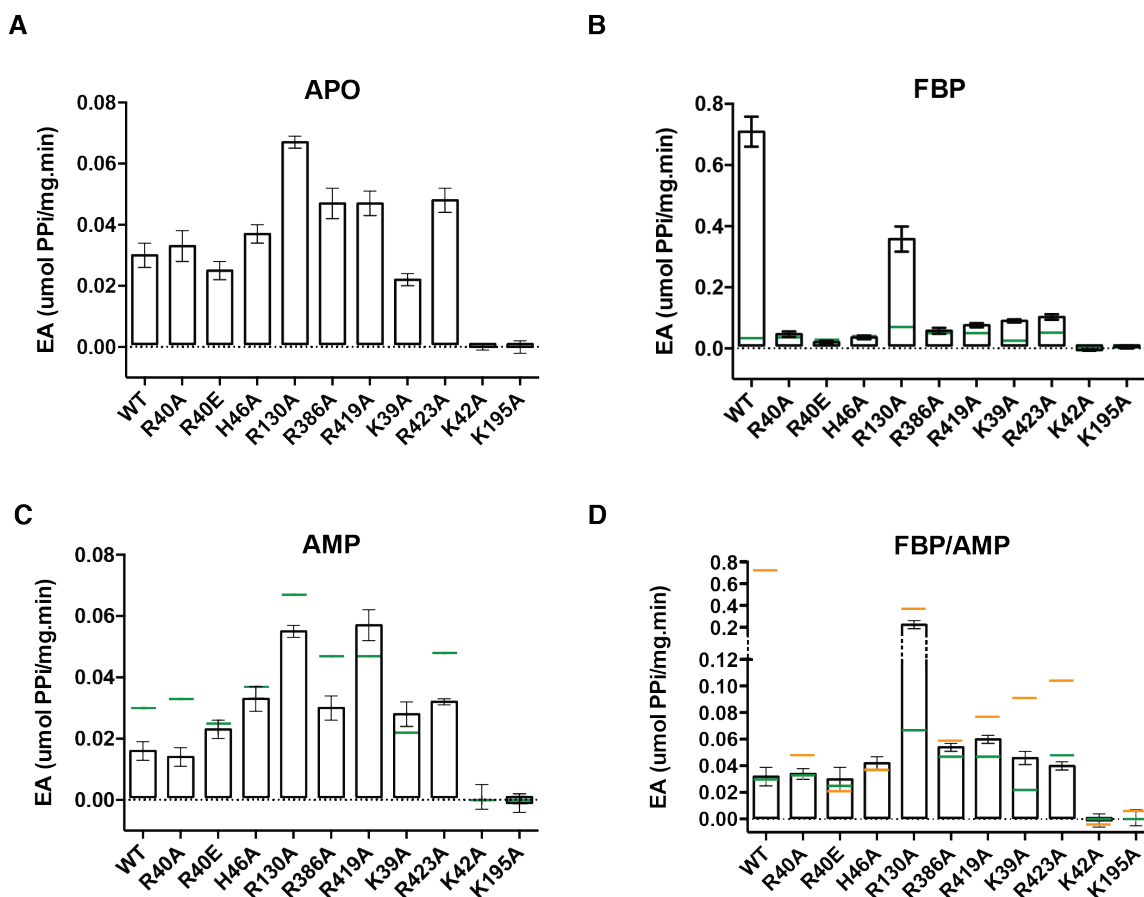 A
APO
EA (umol PPi/mg.min)
0.08
0.06
0.04
0.02
0.00
WT
R40A
R40E
H46A
R130A
R386A
R419A
K39A
R423A
K42A
K195A
B
FBP
EA (umol PPi/mg.min)
0.8
0.6
0.4
0.2
0.0
WT
R40A
R40E
H46A
R130A
R386A
R419A
K39A
R423A
K42A
K195A
C
AMP
EA (umol PPi/mg.min)
0.08
0.06
0.04
0.02
0.00
WT
R40A
R40E
H46A
R130A
R386A
R419A
K39A
R423A
K42A
K195A
D
FBP/AMP
EA (umol PPi/mg.min)
0.8
0.6
0.4
0.2
0.12
0.10
0.08
0.06
0.04
0.02
0.00
WT
R40A
R40E
H46A
R130A
R386A
R419A
K39A
R423A
K42A
K195A